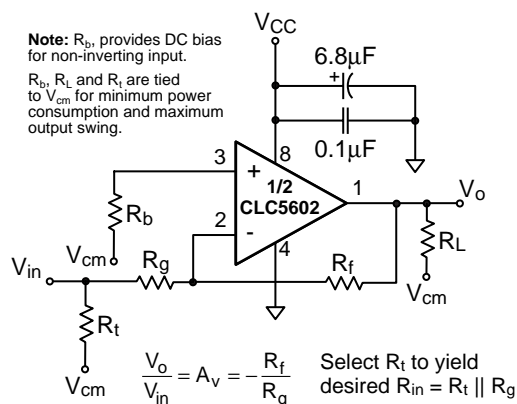 Note: Rb, provides DC bias
for non-inverting input.
Rb, RL and Rt are tied
to Vcm for minimum power
consumption and maximum
output swing.
VCC
6.8µF
+
0.1µF
8
3
+
1/2
CLC5602
1
Vo
2
-
4
Rb
Vcm
Vin
Rg
Rf
RL
Vcm
Rt
Vcm
Vo/Vin = Av = -Rf/Rg
Select Rt to yield
desired Rin = Rt || Rg